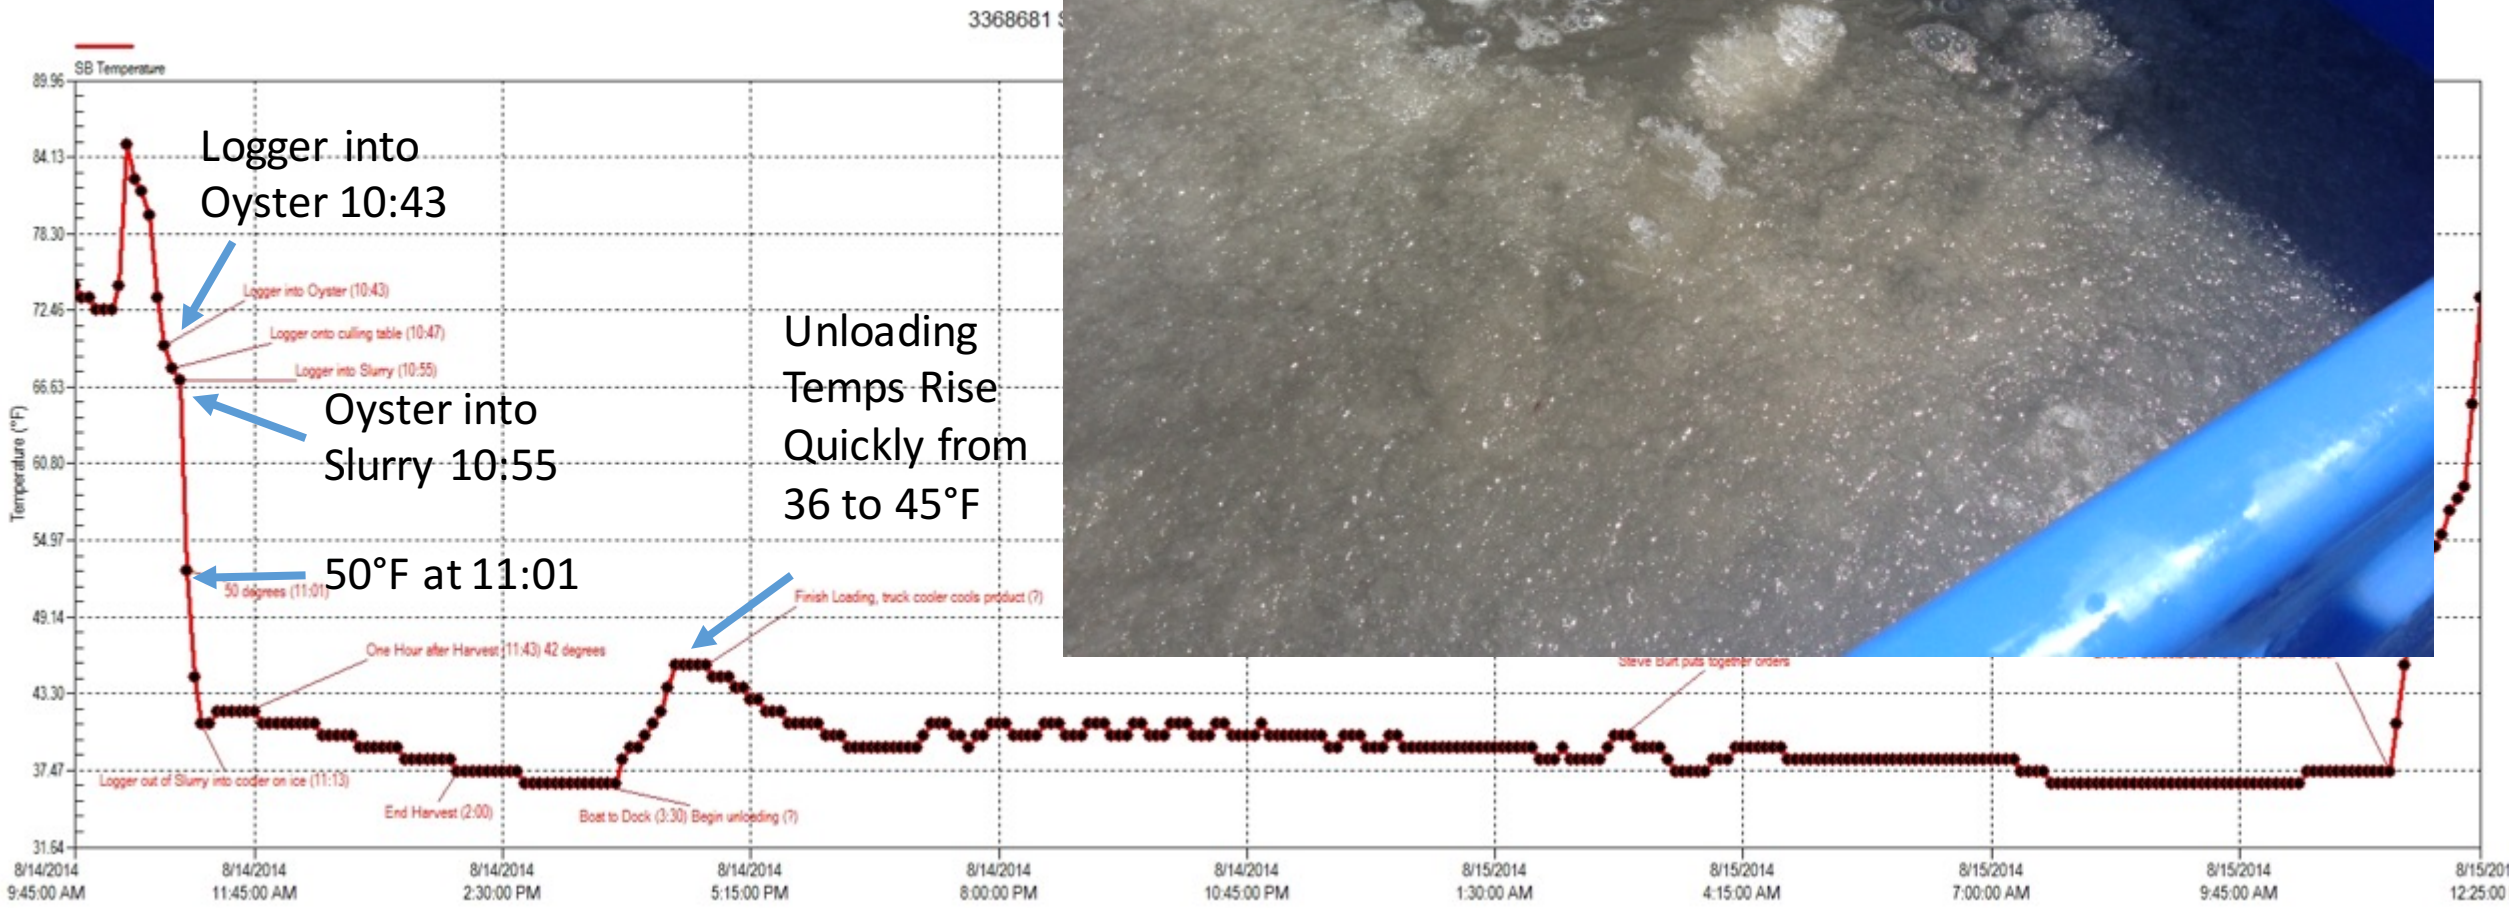 3368681
SB Temperature
89.96
84.13
78.30
72.46
66.63
60.80
54.97
49.14
43.30
37.47
31.64
Temperature (°F)
Logger into
Oyster 10:43
Logger into Oyster (10:43)
Logger onto culling table (10:47)
Logger into Slurry (10:55)
Oyster into
Slurry 10:55
50°F at 11:01
50 degrees (11:01)
Unloading
Temps Rise
Quickly from
36 to 45°F
Finish Loading, truck cooler cools product (?)
One Hour after Harvest (11:43) 42 degrees
Steve Burt puts together orders
Logger out of Slurry into cooler on ice (11:13)
End Harvest (2:00)
Boat to Dock (3:30) Begin unloading (?)
8/14/2014
9:45:00 AM
8/14/2014
11:45:00 AM
8/14/2014
2:30:00 PM
8/14/2014
5:15:00 PM
8/14/2014
8:00:00 PM
8/14/2014
10:45:00 PM
8/15/2014
1:30:00 AM
8/15/2014
4:15:00 AM
8/15/2014
7:00:00 AM
8/15/2014
9:45:00 AM
8/15/201
12:25:00